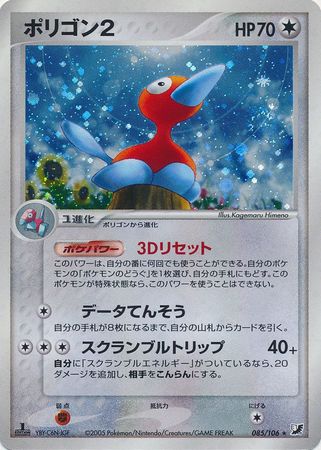 ポリゴン2 HP70
Illus.Kagemaru Himeno
1進化 ポリゴンから進化
ポケパワー 3Dリセット
このパワーは、自分の番に何回でも使うことができる。自分のポケ
モンの「ポケモンのどうぐ」を1枚選び、自分の手札にもどす。この
ポケモンが特殊状態なら、このパワーは使うことができない。
データてんそう
自分の手札が8枚になるまで、自分の山札からカードを引く。
スクランブルトリップ 40+
自分に「スクランブルエネルギー」がついているなら、20
ダメージを追加し、相手をこんらんにする。
弱点 抵抗力 にげる
1 EDITION YBY-C6N-JGF ©2005 Pokémon/Nintendo/Creatures/GAME FREAK 085/106 ★